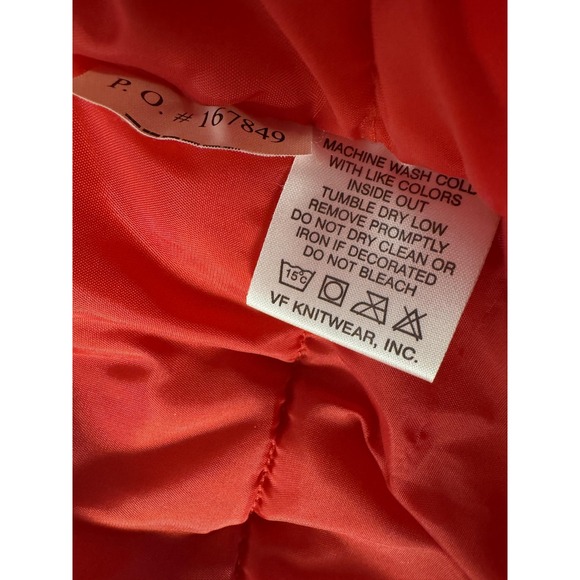 P. O. # 167849
MACHINE WASH COLD
WITH LIKE COLORS
INSIDE OUT
TUMBLE DRY LOW
REMOVE PROMPTLY
DO NOT DRY CLEAN OR
IRON IF DECORATED
DO NOT BLEACH
15°C
VF KNITWEAR, INC.